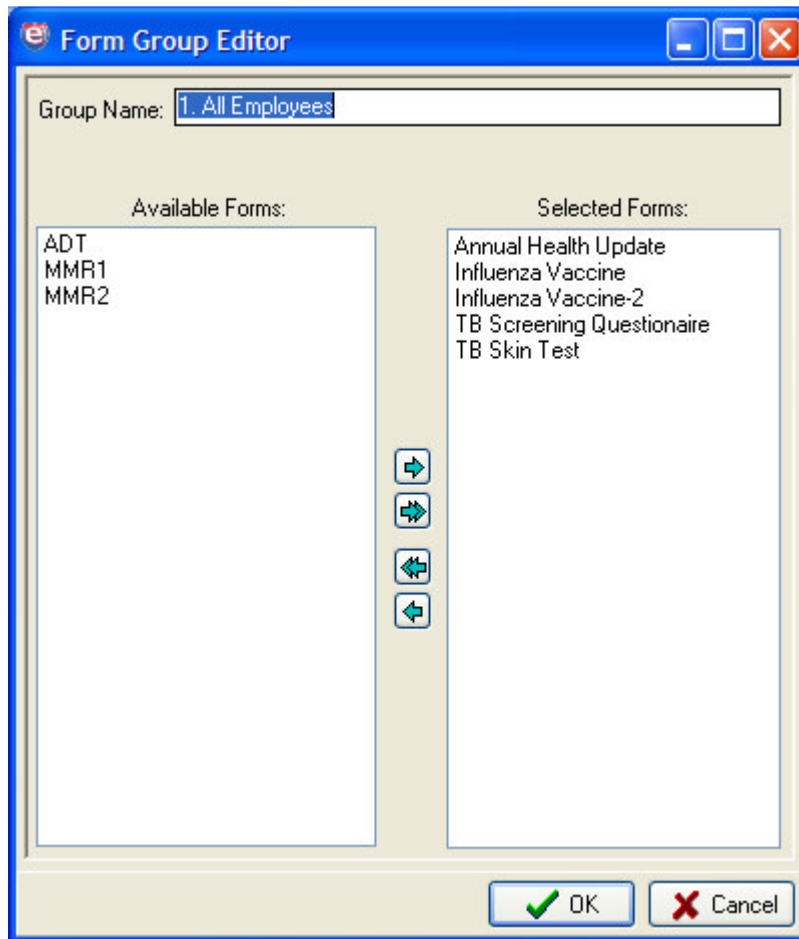 Form Group Editor
Group Name: 1. All Employees
Available Forms:
ADT
MMR1
MMR2
Selected Forms:
Annual Health Update
Influenza Vaccine
Influenza Vaccine-2
TB Screening Questionaire
TB Skin Test
OK
Cancel